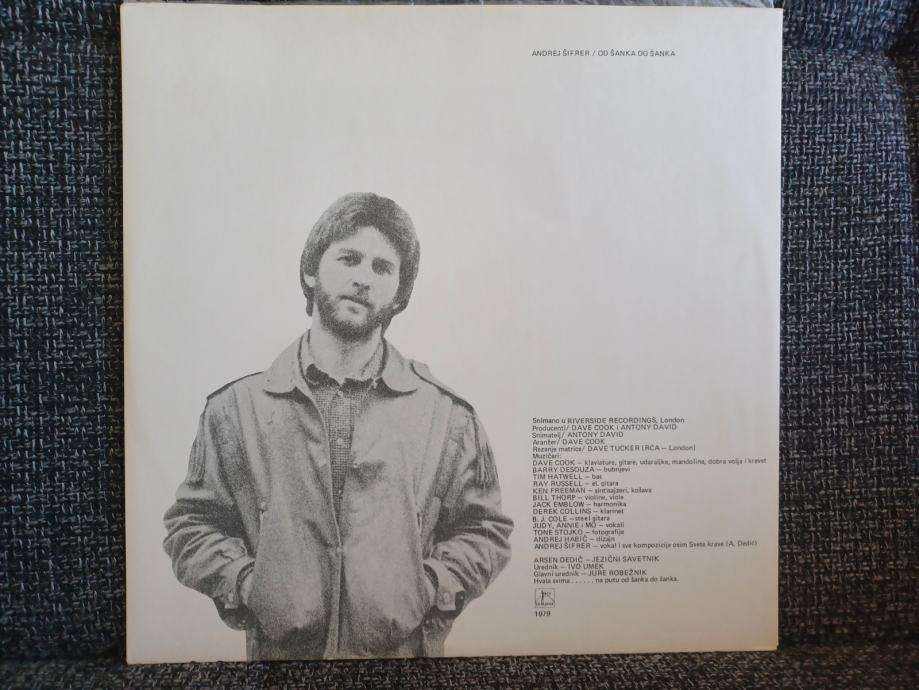 ANDREJ ŠIFRER / OD ŠANKA DO ŠANKA
Snimano u RIVERSIDE RECORDINGS, London
Producenti/ DAVE COOK i ANTONY DAVID
Snimatelj/ ANTONY DAVID
Aranžer/ DAVE COOK
Rezanje matrice/ DAVE TUCKER (RCA – London)
Muzičari:
DAVE COOK – klaviature, gitare, udaraljke, mandolina, dobra volja i krevet
BARRY DESOUZA – bubnjevi
TIM HATWELL – bas
RAY RUSSELL – el. gitara
KEN FREEMAN – sintisajzeri, košava
BILL THORP – violine, viole
JACK EMBLOW – harmonika
DEREK COLLINS – klarinet
B. J. COLE – steel gitara
JUDY, ANNIE i MO – vokali
TONE STOJKO – fotografije
ANDREJ HABIČ – dizajn
ANDREJ ŠIFRER – vokal i sve kompozicije osim Svete krave (A. Dedić)
ARSEN DEDIČ – JEZIČNI SAVETNIK
Urednik – IVO UMEK
Glavni urednik – JURE ROBEŽNIK
Hvala svima . . . . . . na putu od šanka do šanka.
1979